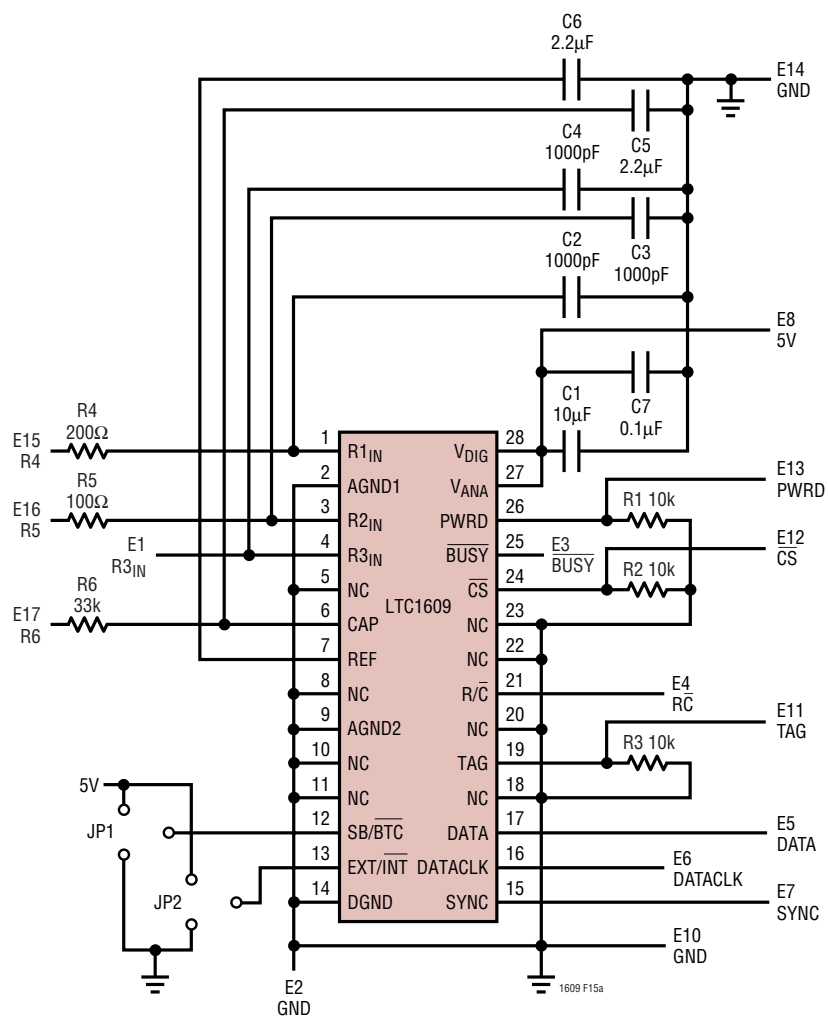 C6
2.2µF
E14
GND
C4
1000pF
C5
2.2µF
C2
1000pF
C3
1000pF
E8
5V
C1
10µF
C7
0.1µF
E15
R4
R4
200Ω
E16
R5
R5
100Ω
E1
R3IN
E17
R6
R6
33k
1
2
3
4
5
6
7
8
9
10
11
12
13
14
R1IN
AGND1
R2IN
R3IN
NC
CAP
REF
NC
AGND2
NC
NC
SB/B̅T̅C̅
EXT/I̅N̅T̅
DGND
LTC1609
VDIG
VANA
PWRD
B̅U̅S̅Y̅
C̅S̅
NC
NC
R/C̅
NC
TAG
NC
DATA
DATACLK
SYNC
28
27
26
25
24
23
22
21
20
19
18
17
16
15
E13
PWRD
R1 10k
E3
B̅U̅S̅Y̅
E12
C̅S̅
R2 10k
E4
RC̅
E11
TAG
R3 10k
E5
DATA
E6
DATACLK
E7
SYNC
E10
GND
5V
JP1
JP2
E2
GND
1609 F15a